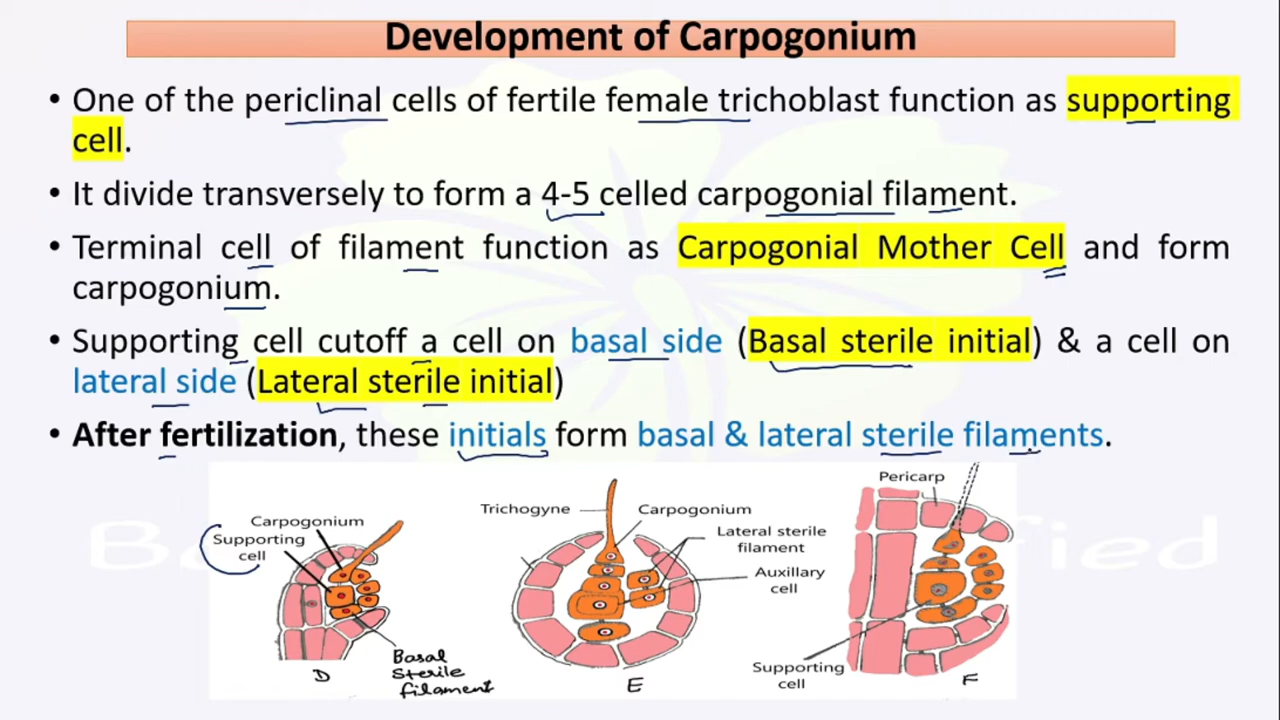 Development of Carpogonium
• One of the periclinal cells of fertile female trichoblast function as supporting
cell.
• It divide transversely to form a 4-5 celled carpogonial filament.
• Terminal cell of filament function as Carpogonial Mother Cell and form
carpogonium.
• Supporting cell cutoff a cell on basal side (Basal sterile initial) & a cell on
lateral side (Lateral sterile initial)
• After fertilization, these initials form basal & lateral sterile filaments.
Carpogonium
Supporting
cell
Basal
Sterile
filament
D
Trichogyne
Carpogonium
Lateral sterile
filament
Auxillary
cell
E
Pericarp
Supporting
cell
F